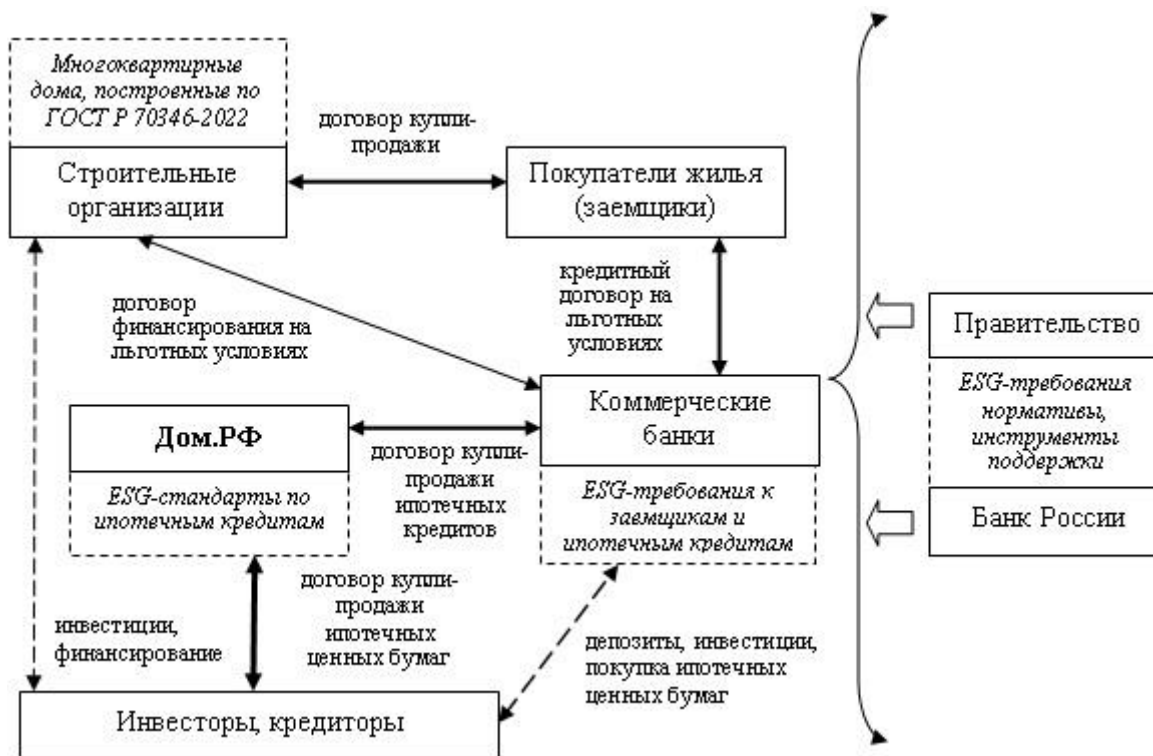 Многоквартирные
дома, построенные по
ГОСТ Р 70346-2022
Строительные
организации
договор купли-
продажи
Покупатели жилья
(заемщики)
договор
финансирования на
льготных условиях
кредитный
договор на
льготных
условиях
Правительство
ESG-требования
нормативы,
инструменты
поддержки
Банк России
Дом.РФ
ESG-стандарты по
ипотечным кредитам
договор купли-
продажи
ипотечных
кредитов
Коммерческие
банки
ESG-требования к
заемщикам и
ипотечным кредитам
инвестиции,
финансирование
договор купли-
продажи
ипотечных
ценных бумаг
депозиты, инвестиции,
покупка ипотечных
ценных бумаг
Инвесторы, кредиторы